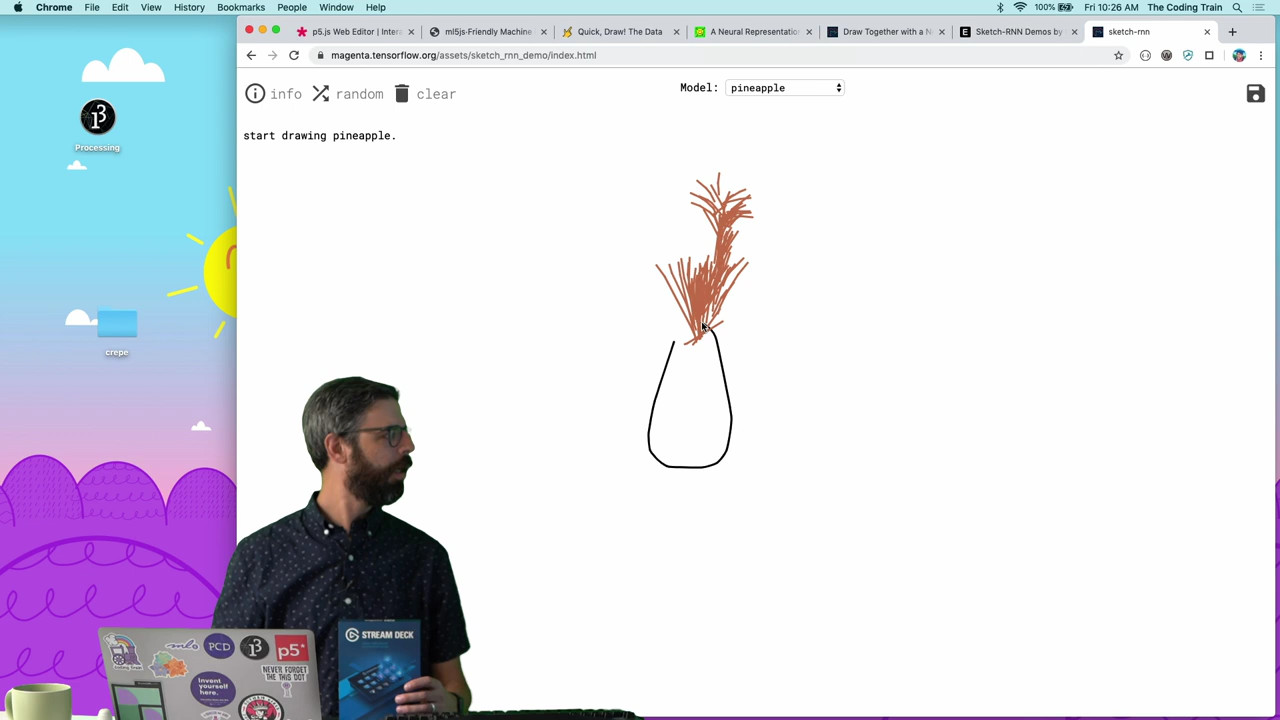 Chrome File Edit View History Bookmarks People Window Help
100% Fri 10:26 AM The Coding Train
p5.js Web Editor | Intera
ml5js·Friendly Machine
Quick, Draw! The Data
A Neural Representatio
Draw Together with a N
Sketch-RNN Demos by
sketch-rnn
magenta.tensorflow.org/assets/sketch_rnn_demo/index.html
info random clear
Model: pineapple
start drawing pineapple.
Processing
crepe
STREAM DECK
PCD
p5*
Invent yourself here.
NEVER FORGET
THE THIS DOT